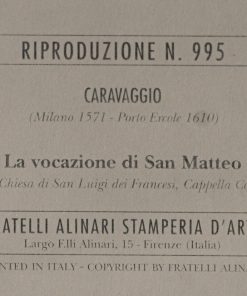 RIPRODUZIONE N. 995
CARAVAGGIO
(Milano 1571 - Porto Ercole 1610)
La vocazione di San Matteo
Chiesa di San Luigi dei Francesi, Cappella
ATELLI ALINARI STAMPERIA D'AR
Largo F.lli Alinari, 15 - Firenze (Italia)
NTED IN ITALY - COPYRIGHT BY FRATELLI ALINA